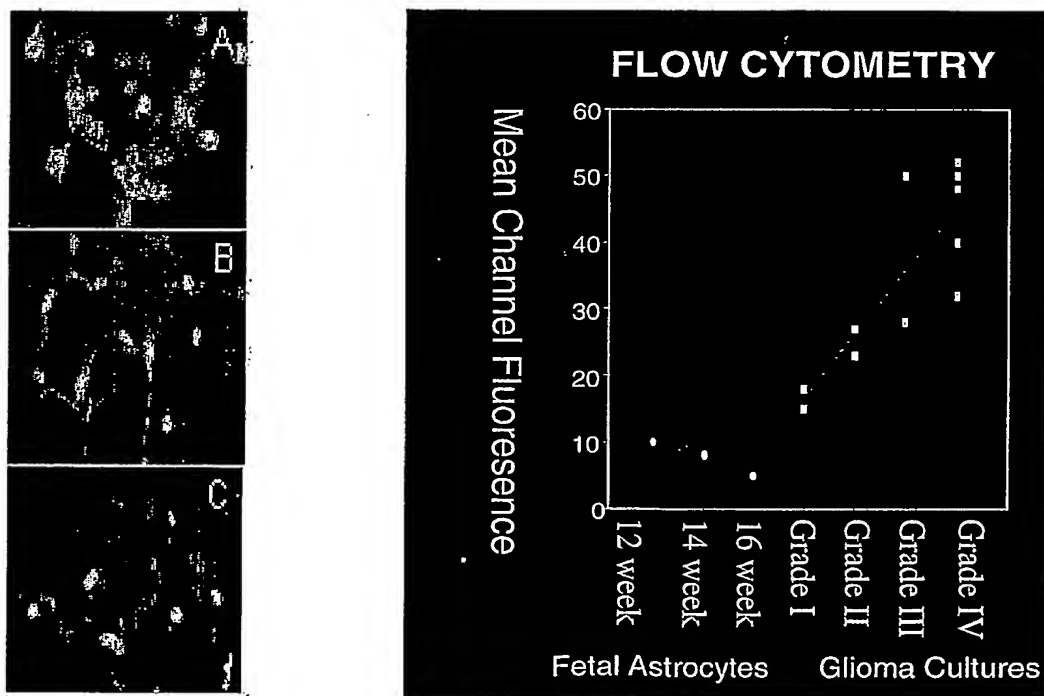 A
B
C
FLOW CYTOMETRY
Mean Channel Fluoresence
60
50
40
30
20
10
0
12 week
14 week
16 week
Grade I
Grade II
Grade III
Grade IV
Fetal Astrocytes
Glioma Cultures